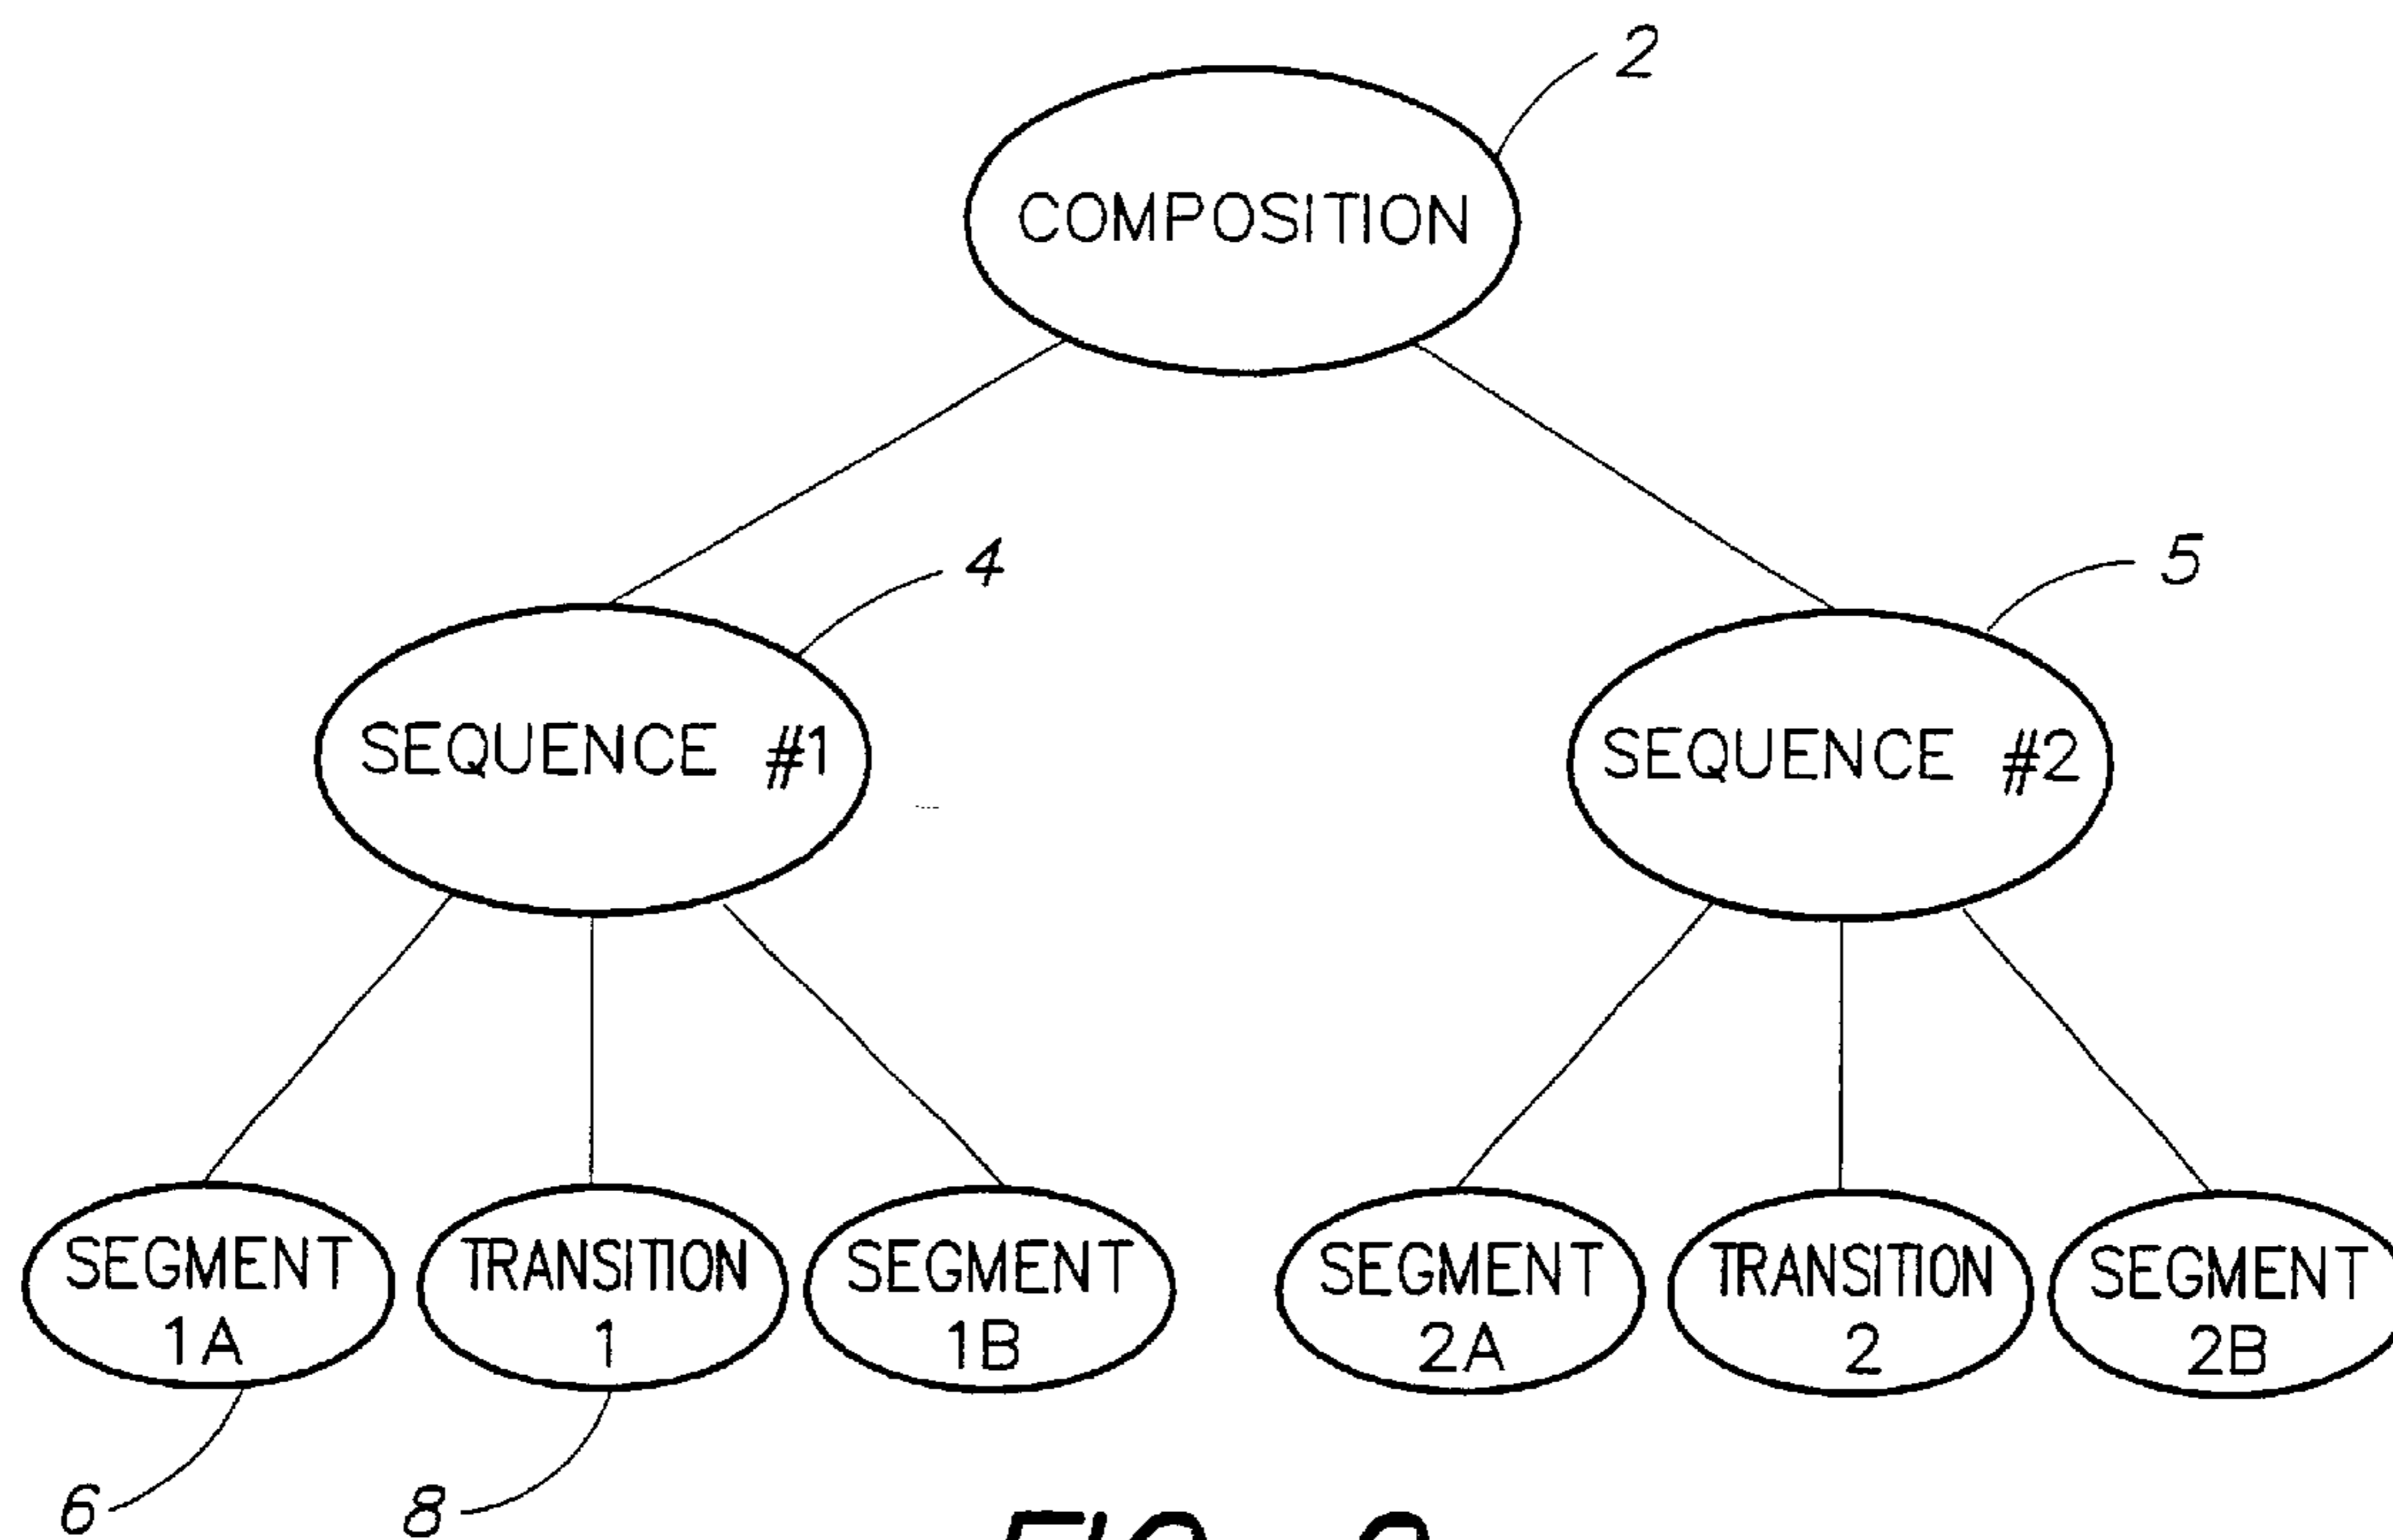 2
COMPOSITION
4
5
SEQUENCE #1
SEQUENCE #2
SEGMENT
1A
TRANSITION
1
SEGMENT
1B
SEGMENT
2A
TRANSITION
2
SEGMENT
2B
6
8
FIG.